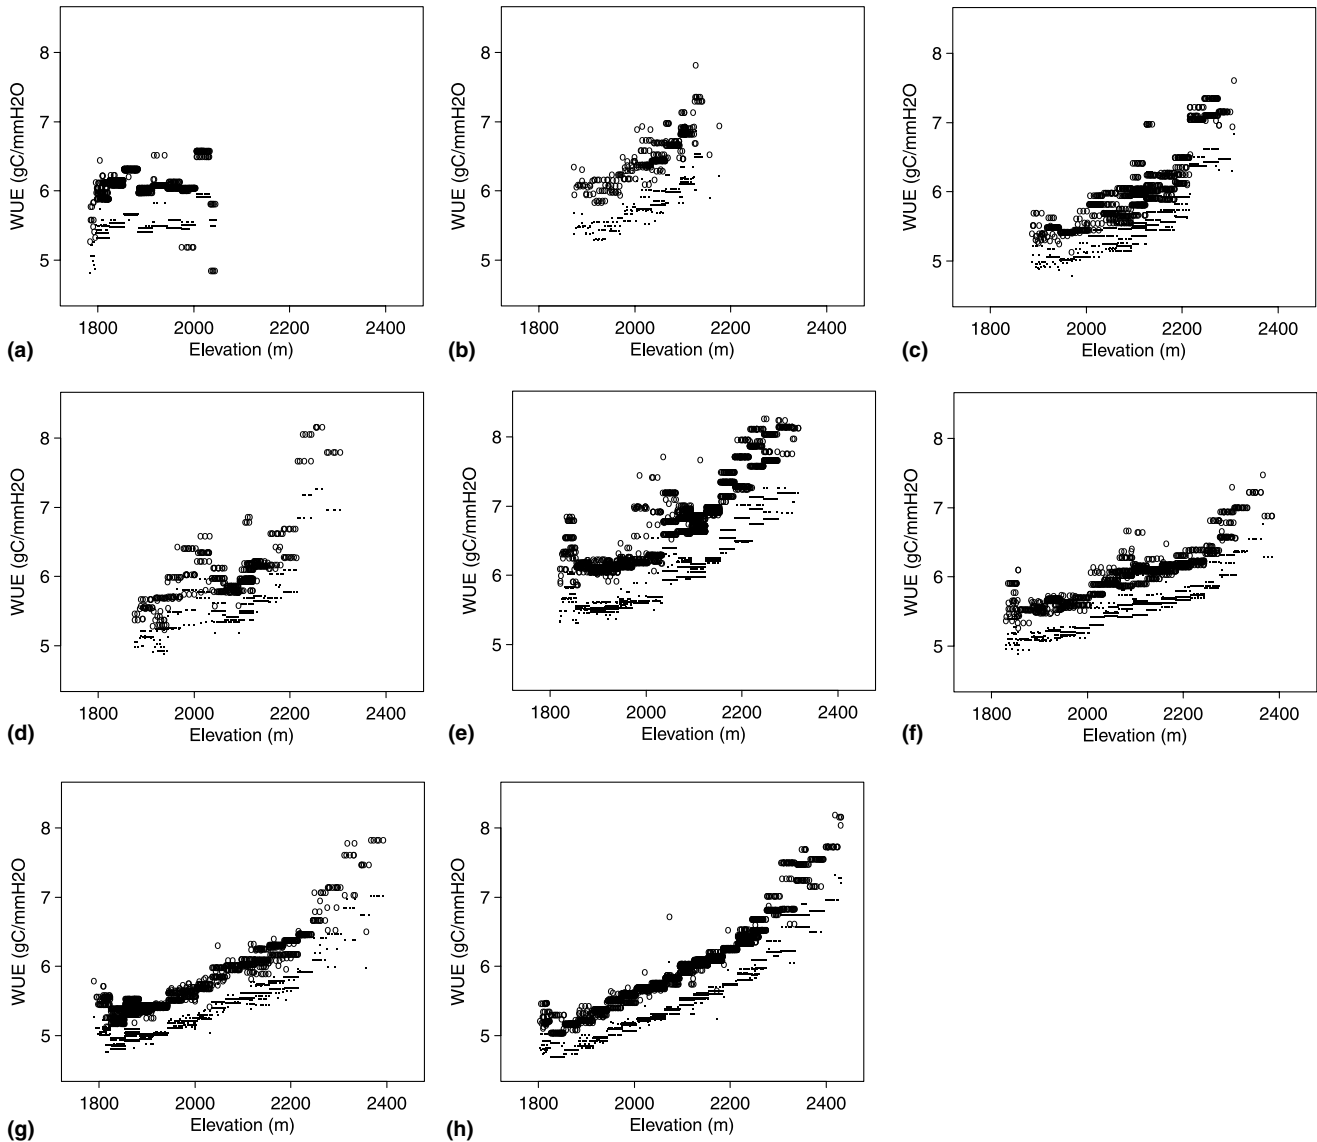 8
7
6
5
WUE (gC/mmH2O
1800 2000 2200 2400
(a) Elevation (m)
8
7
6
5
WUE (gC/mmH2O
1800 2000 2200 2400
(b) Elevation (m)
8
7
6
5
WUE (gC/mmH2O
1800 2000 2200 2400
(c) Elevation (m)
8
7
6
5
WUE (gC/mmH2O
1800 2000 2200 2400
(d) Elevation (m)
8
7
6
5
WUE (gC/mmH2O
1800 2000 2200 2400
(e) Elevation (m)
8
7
6
5
WUE (gC/mmH2O
1800 2000 2200 2400
(f) Elevation (m)
8
7
6
5
WUE (gC/mmH2O
1800 2000 2200 2400
(g) Elevation (m)
8
7
6
5
WUE (gC/mmH2O
1800 2000 2200 2400
(h) Elevation (m)